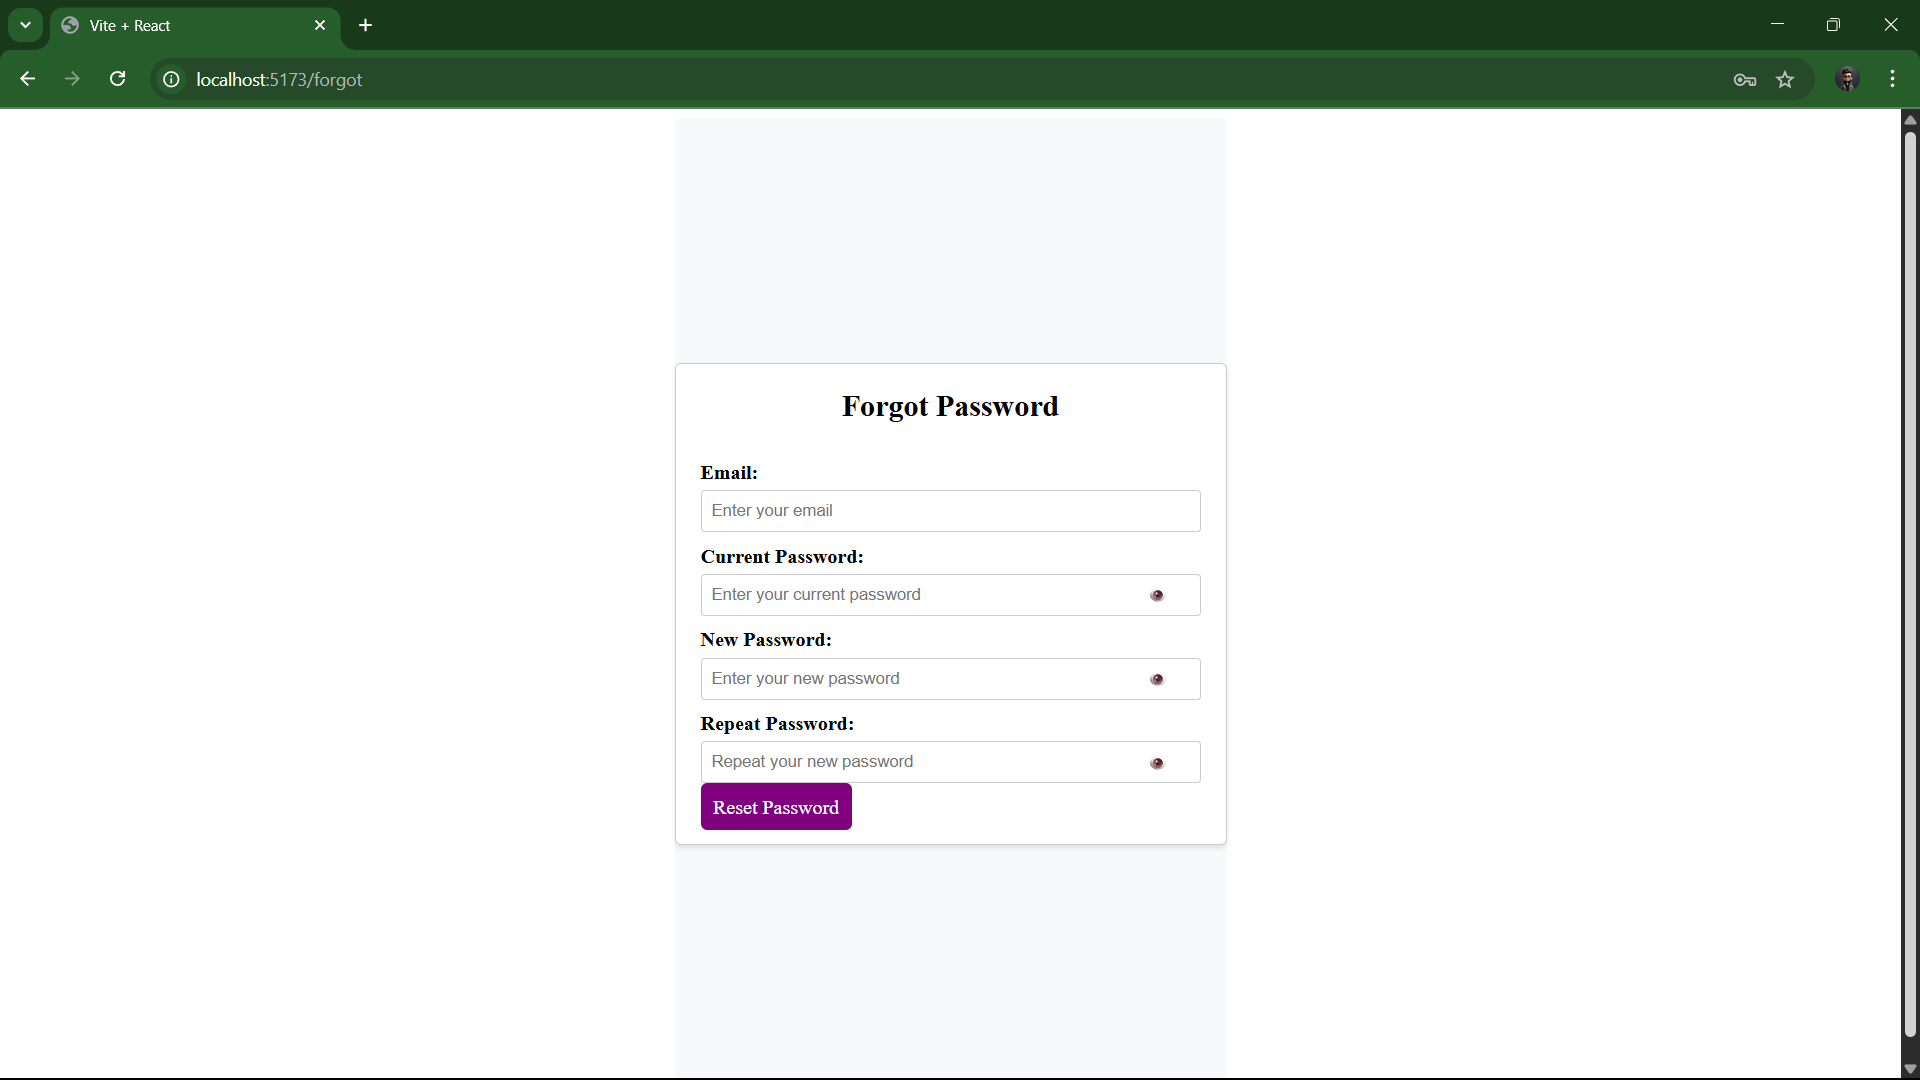 Vite + React
localhost:5173/forgot
Forgot Password
Email:
Enter your email
Current Password:
Enter your current password
New Password:
Enter your new password
Repeat Password:
Repeat your new password
Reset Password